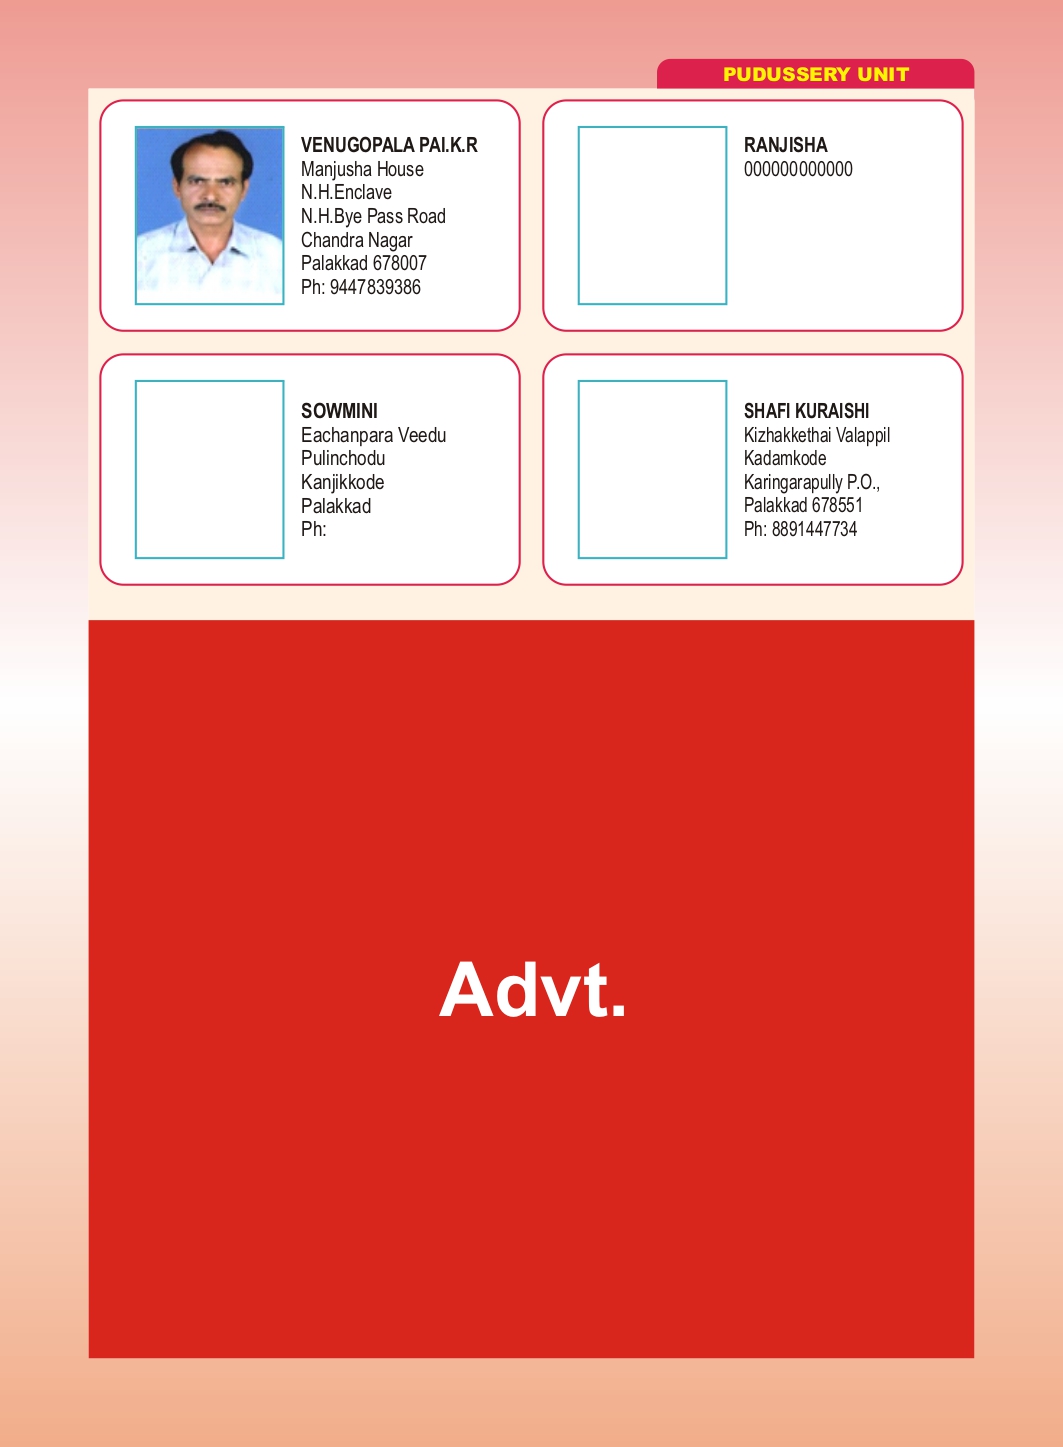 PUDUSSERY UNIT
VENUGOPALA PAI.K.R
Manjusha House
N.H.Enclave
N.H.Bye Pass Road
Chandra Nagar
Palakkad 678007
Ph: 9447839386
RANJISHA
000000000000
SOWMINI
Eachanpara Veedu
Pulinchodu
Kanjikkode
Palakkad
Ph:
SHAFI KURAISHI
Kizhakkethai Valappil
Kadamkode
Karingarapully P.O.,
Palakkad 678551
Ph: 8891447734
Advt.